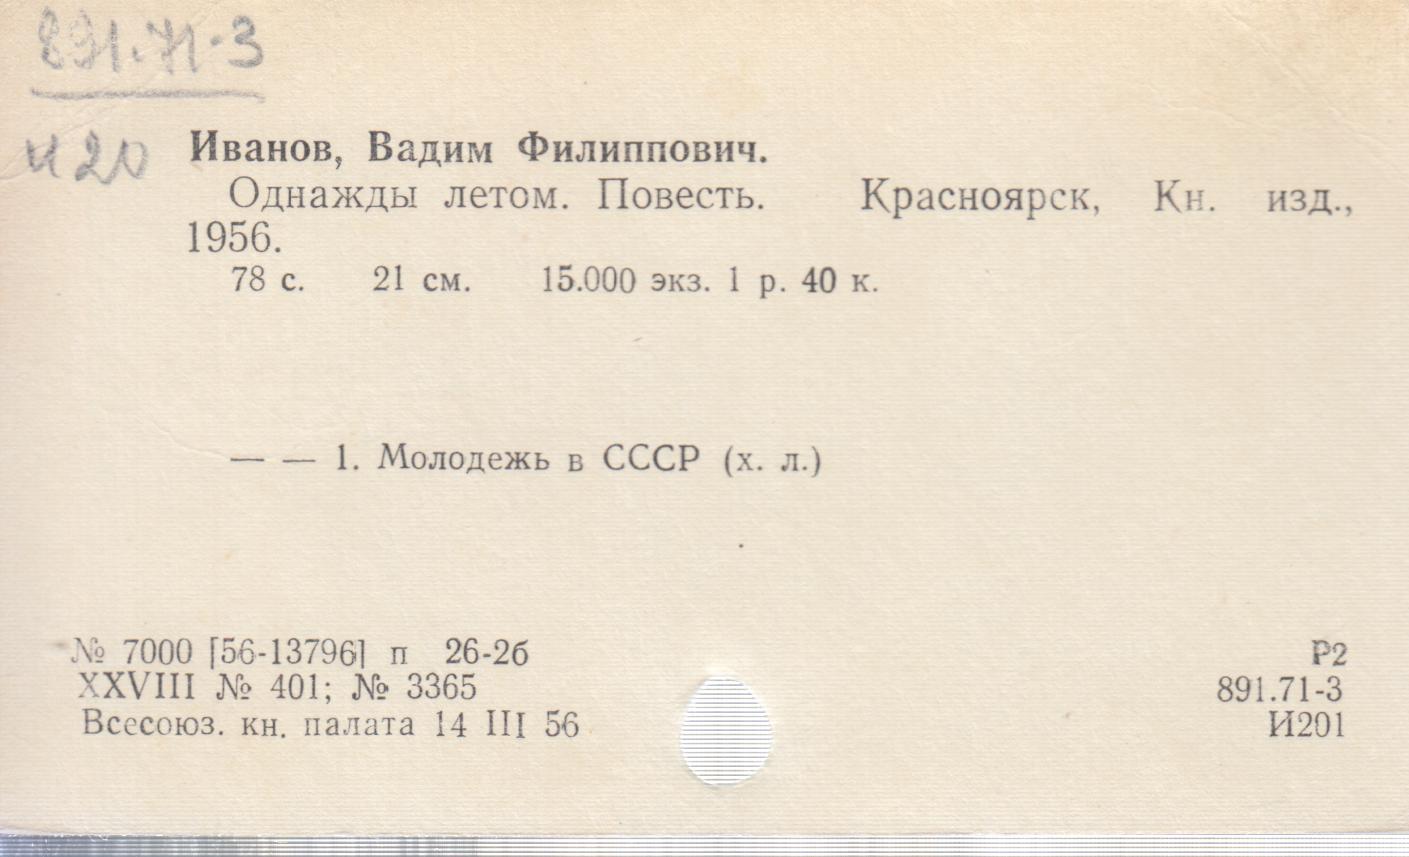 891.71-3
И20
Иванов, Вадим Филиппович.
Однажды летом. Повесть. Красноярск, Кн. изд.,
1956.
78 с. 21 см. 15.000 экз. 1 р. 40 к.
— — 1. Молодежь в СССР (х. л.)
№ 7000 [56-13796] п 26-2б
XXVIII № 401; № 3365
Всесоюз. кн. палата 14 III 56
Р2
891.71-3
И201